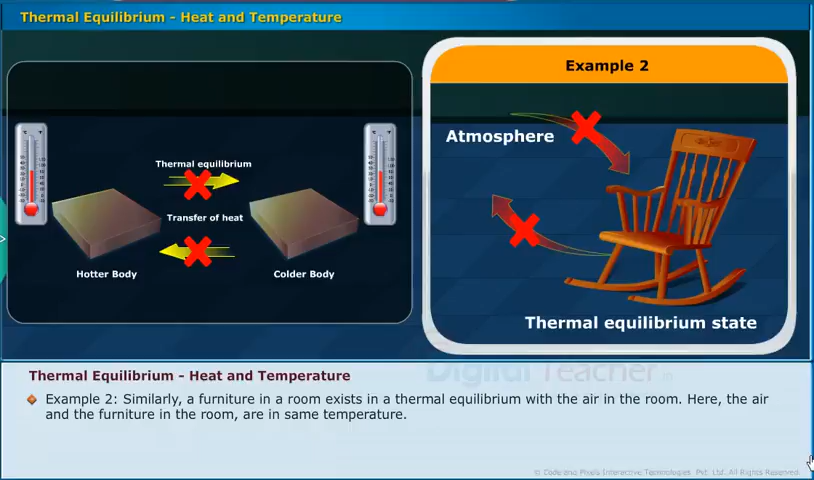 Thermal Equilibrium - Heat and Temperature
Example 2
Thermal equilibrium
Transfer of heat
Hotter Body
Colder Body
Atmosphere
Thermal equilibrium state
Thermal Equilibrium - Heat and Temperature
Digital Teacher
Example 2: Similarly, a furniture in a room exists in a thermal equilibrium with the air in the room. Here, the air
and the furniture in the room, are in same temperature.
© Code and Pixels Interactive Technologies. Pvt. Ltd. All Rights Reserved.